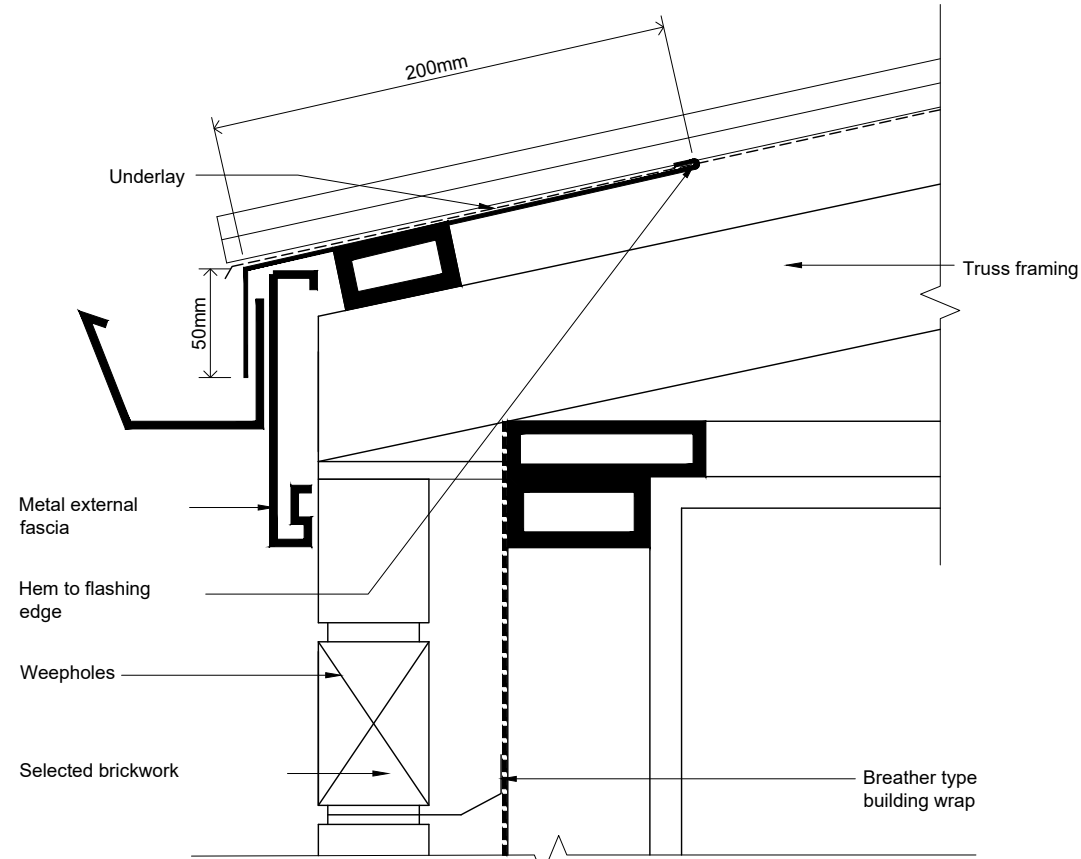 200mm
Underlay
Truss framing
50mm
Metal external
fascia
Hem to flashing
edge
Weepholes
Selected brickwork
Breather type
building wrap